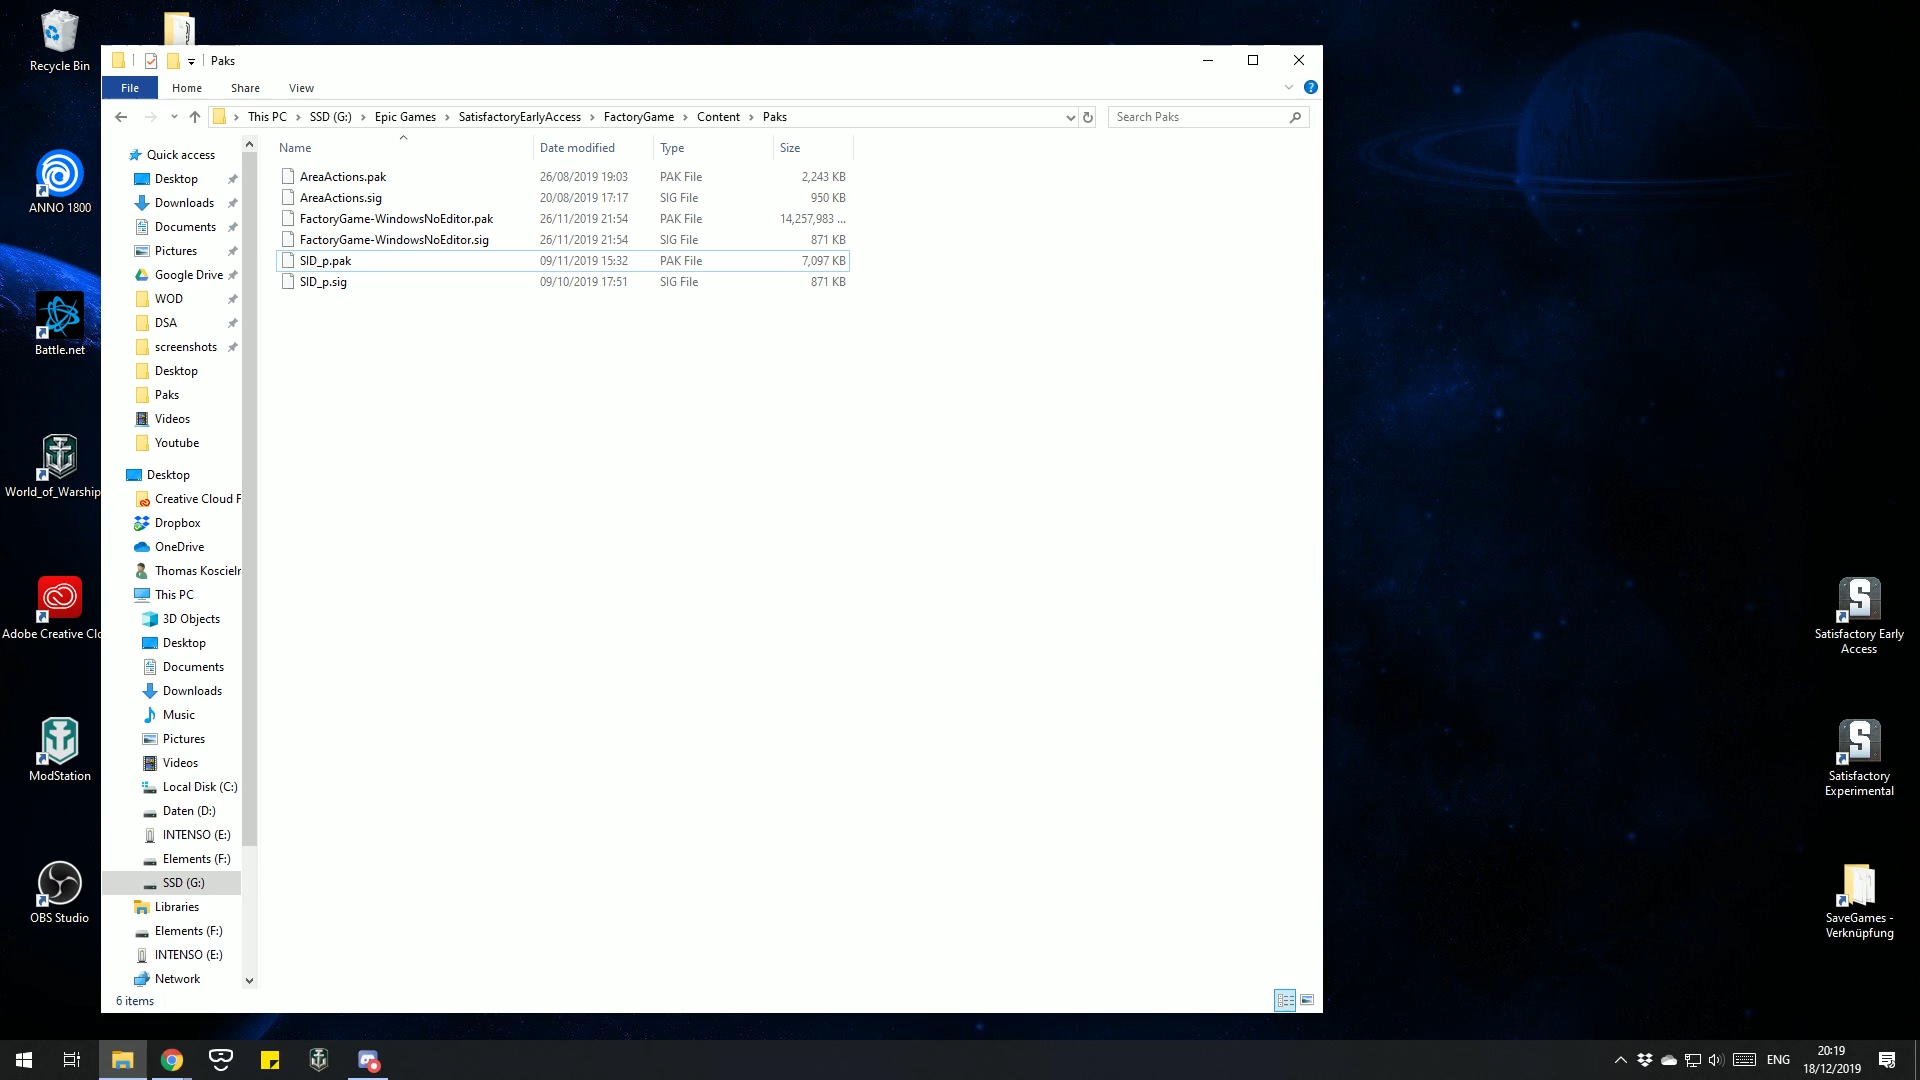 Recycle Bin
ANNO 1800
Battle.net
World_of_Warship
Adobe Creative Clo
ModStation
OBS Studio
Paks
File Home Share View
This PC SSD (G:) Epic Games SatisfactoryEarlyAccess FactoryGame Content Paks
Search Paks
Quick access
Desktop
Downloads
Documents
Pictures
Google Drive
WOD
DSA
screenshots
Desktop
Paks
Videos
Youtube
Desktop
Creative Cloud F
Dropbox
OneDrive
Thomas Koscieln
This PC
3D Objects
Desktop
Documents
Downloads
Music
Pictures
Videos
Local Disk (C:)
Daten (D:)
INTENSO (E:)
Elements (F:)
SSD (G:)
Libraries
Elements (F:)
INTENSO (E:)
Network
Name Date modified Type Size
AreaActions.pak 26/08/2019 19:03 PAK File 2,243 KB
AreaActions.sig 20/08/2019 17:17 SIG File 950 KB
FactoryGame-WindowsNoEditor.pak 26/11/2019 21:54 PAK File 14,257,983 ...
FactoryGame-WindowsNoEditor.sig 26/11/2019 21:54 SIG File 871 KB
SID_p.pak 09/11/2019 15:32 PAK File 7,097 KB
SID_p.sig 09/10/2019 17:51 SIG File 871 KB
6 items
Satisfactory Early
Access
Satisfactory
Experimental
SaveGames -
Verknüpfung
ENG
20:19
18/12/2019